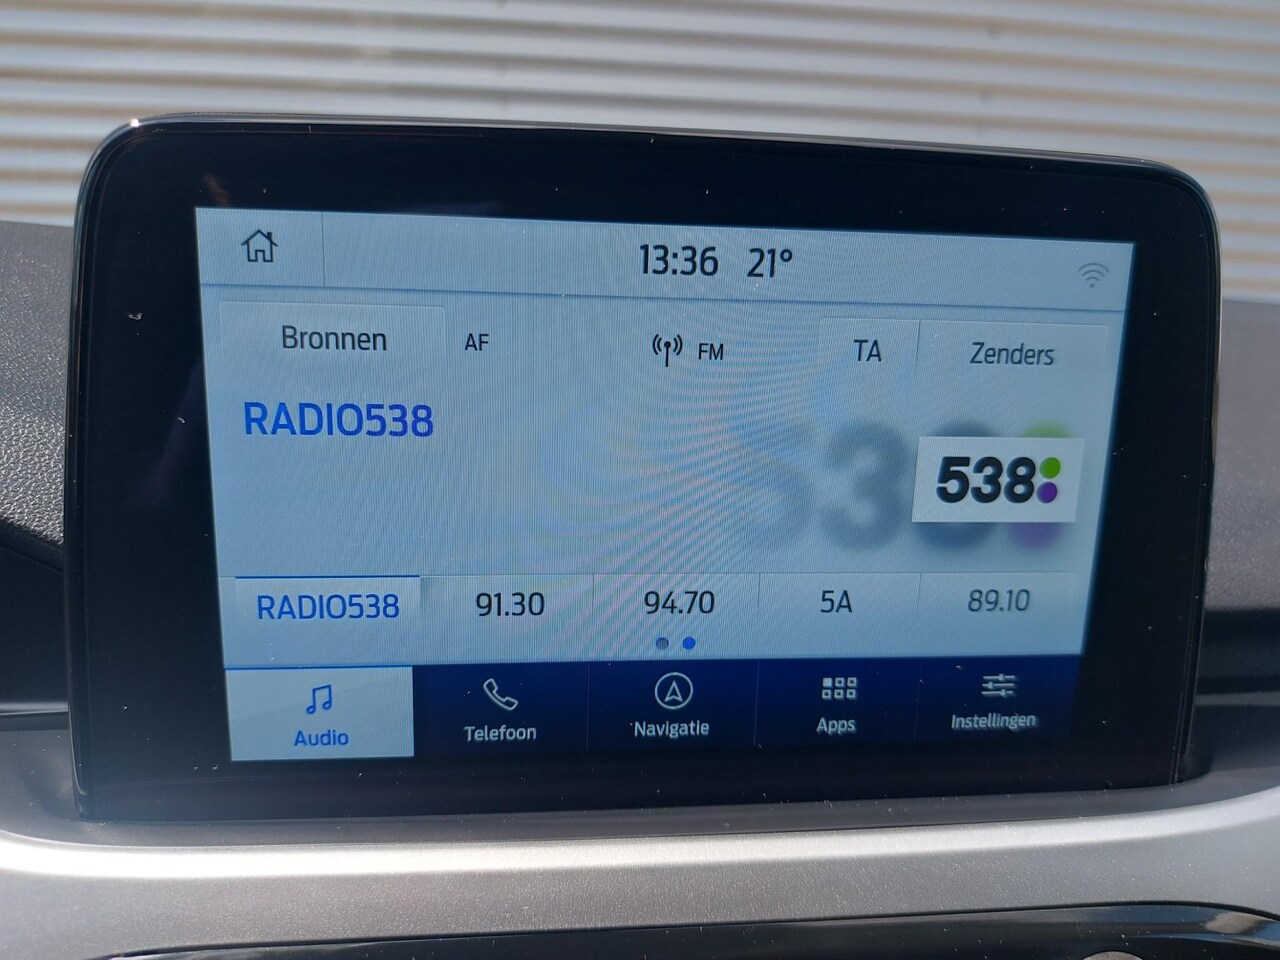 13:36 21°
Bronnen AF FM TA Zenders
RADIO538
538
RADIO538 91.30 94.70 5A 89.10
Audio Telefoon Navigatie Apps Instellingen